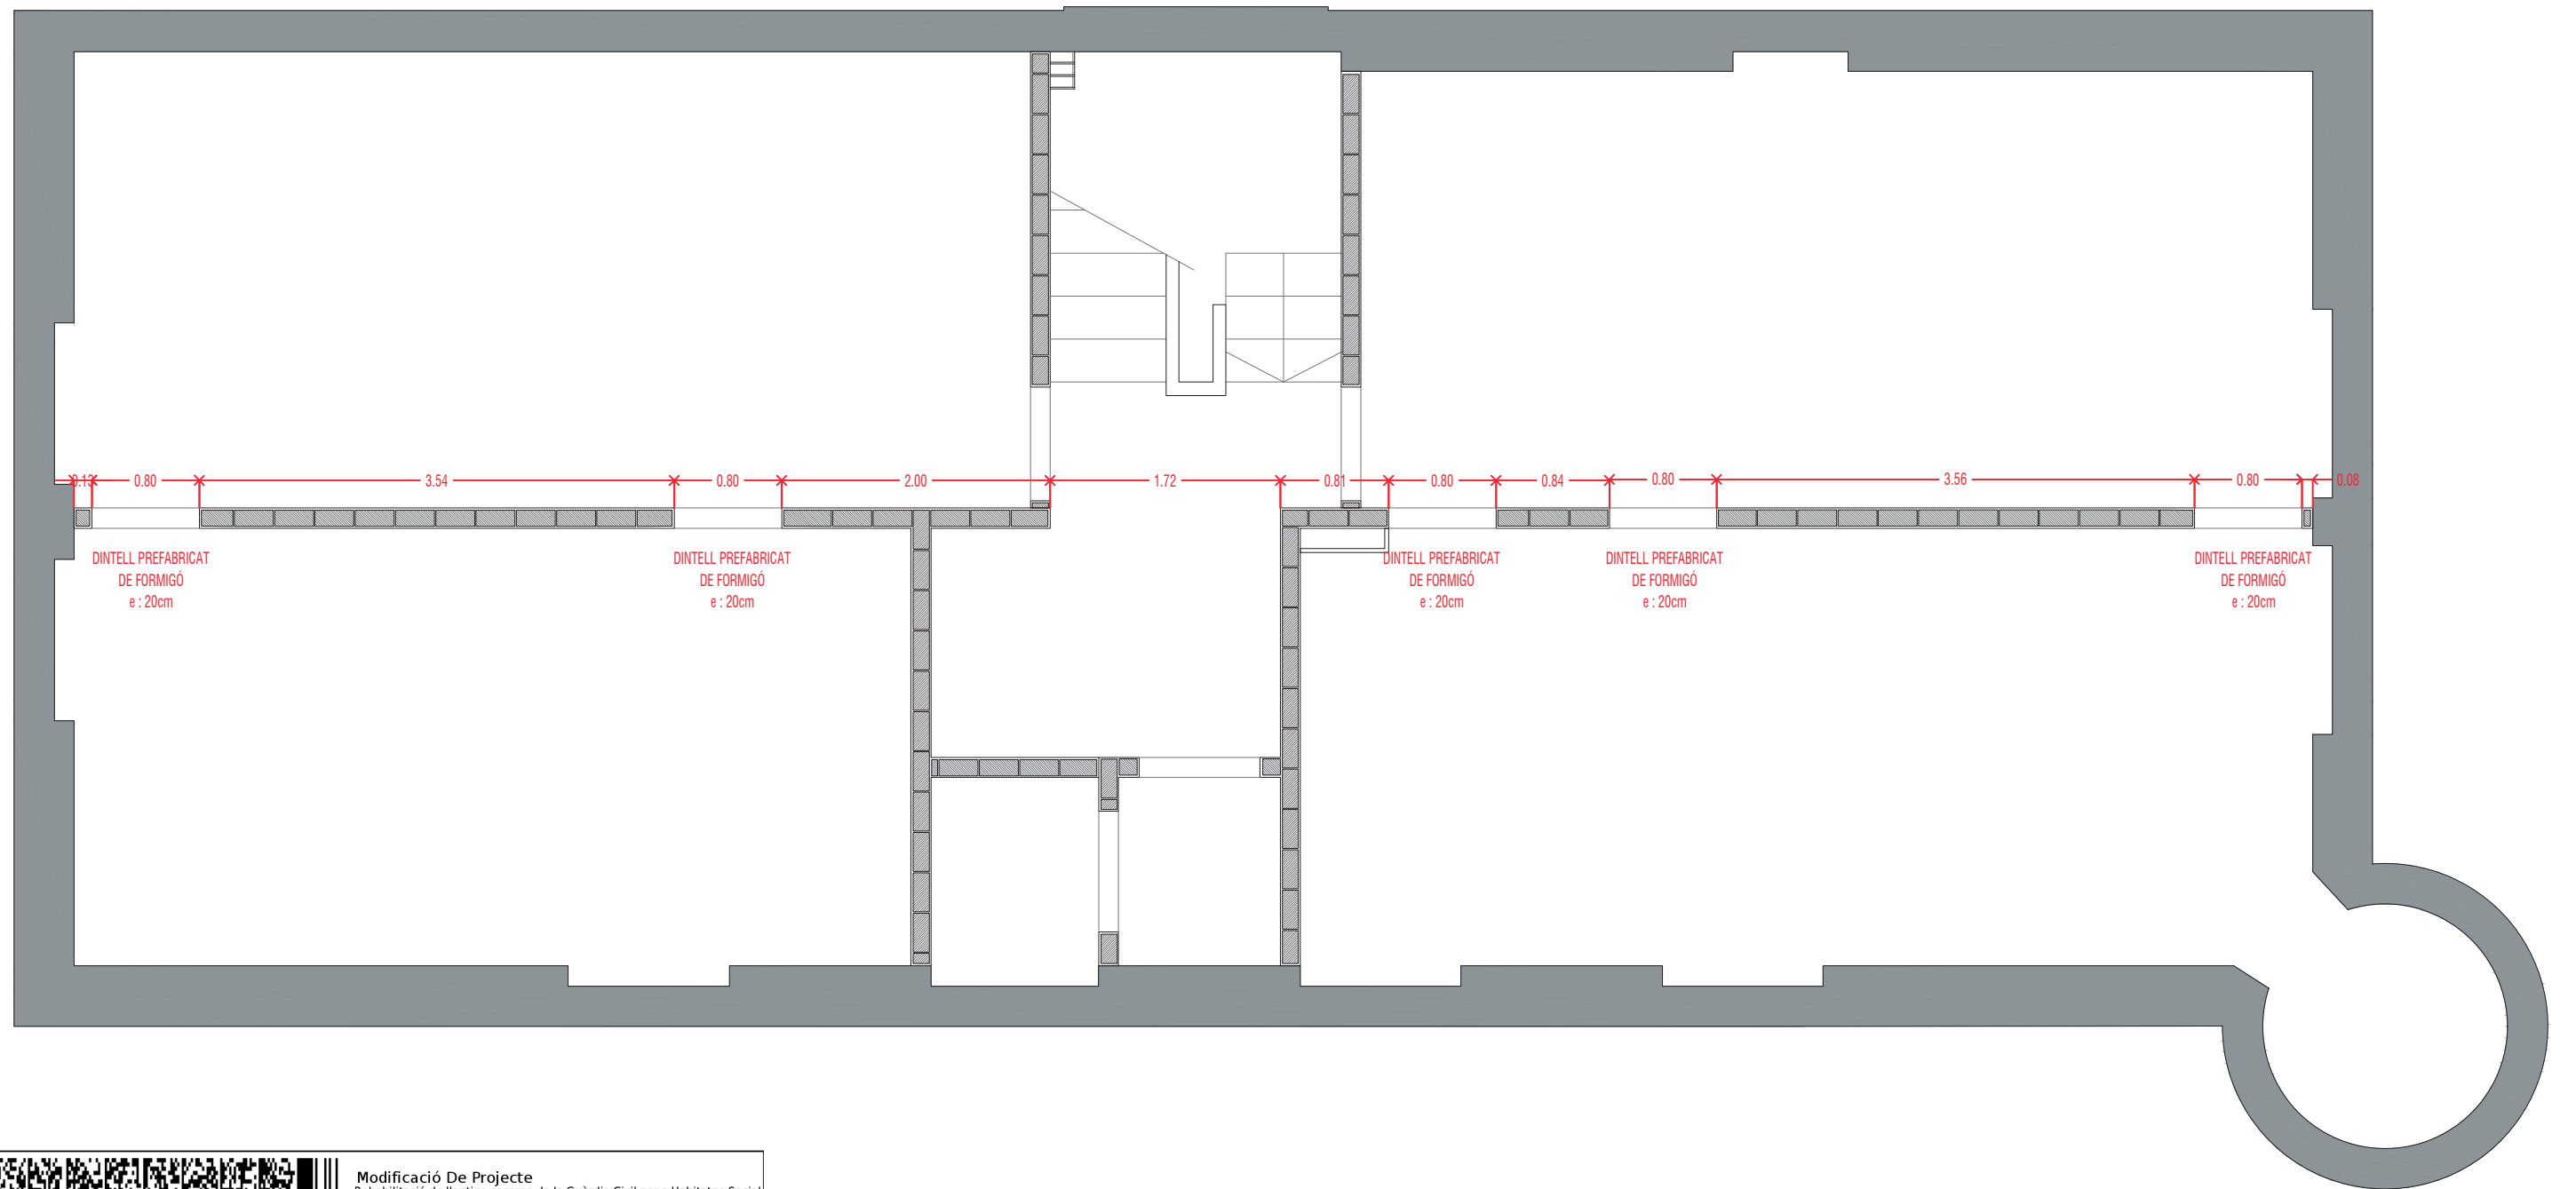 0.13 0.80 3.54 0.80 2.00 1.72 0.81 0.80 0.84 0.80 3.56 0.80 0.08
DINTELL PREFABRICAT
DE FORMIGÓ
e : 20cm
DINTELL PREFABRICAT
DE FORMIGÓ
e : 20cm
DINTELL PREFABRICAT
DE FORMIGÓ
e : 20cm
DINTELL PREFABRICAT
DE FORMIGÓ
e : 20cm
DINTELL PREFABRICAT
DE FORMIGÓ
e : 20cm
Modificació De Projecte